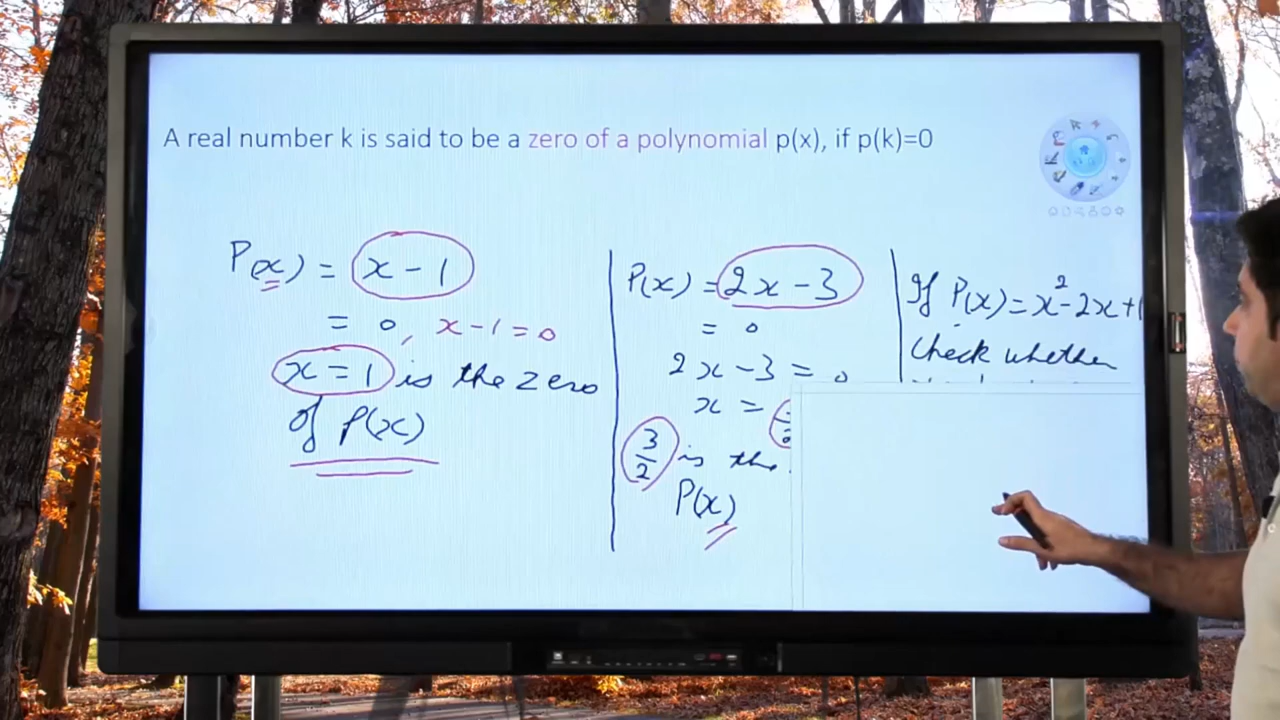 A real number k is said to be a zero of a polynomial p(x), if p(k)=0
P(x) = x - 1
= 0, x - 1 = 0
x = 1 is the zero
of P(x)
P(x) = 2x - 3
= 0
2x - 3 = 0
x =
3/2 is the
P(x)
If P(x) = x² - 2x + 1
Check whether